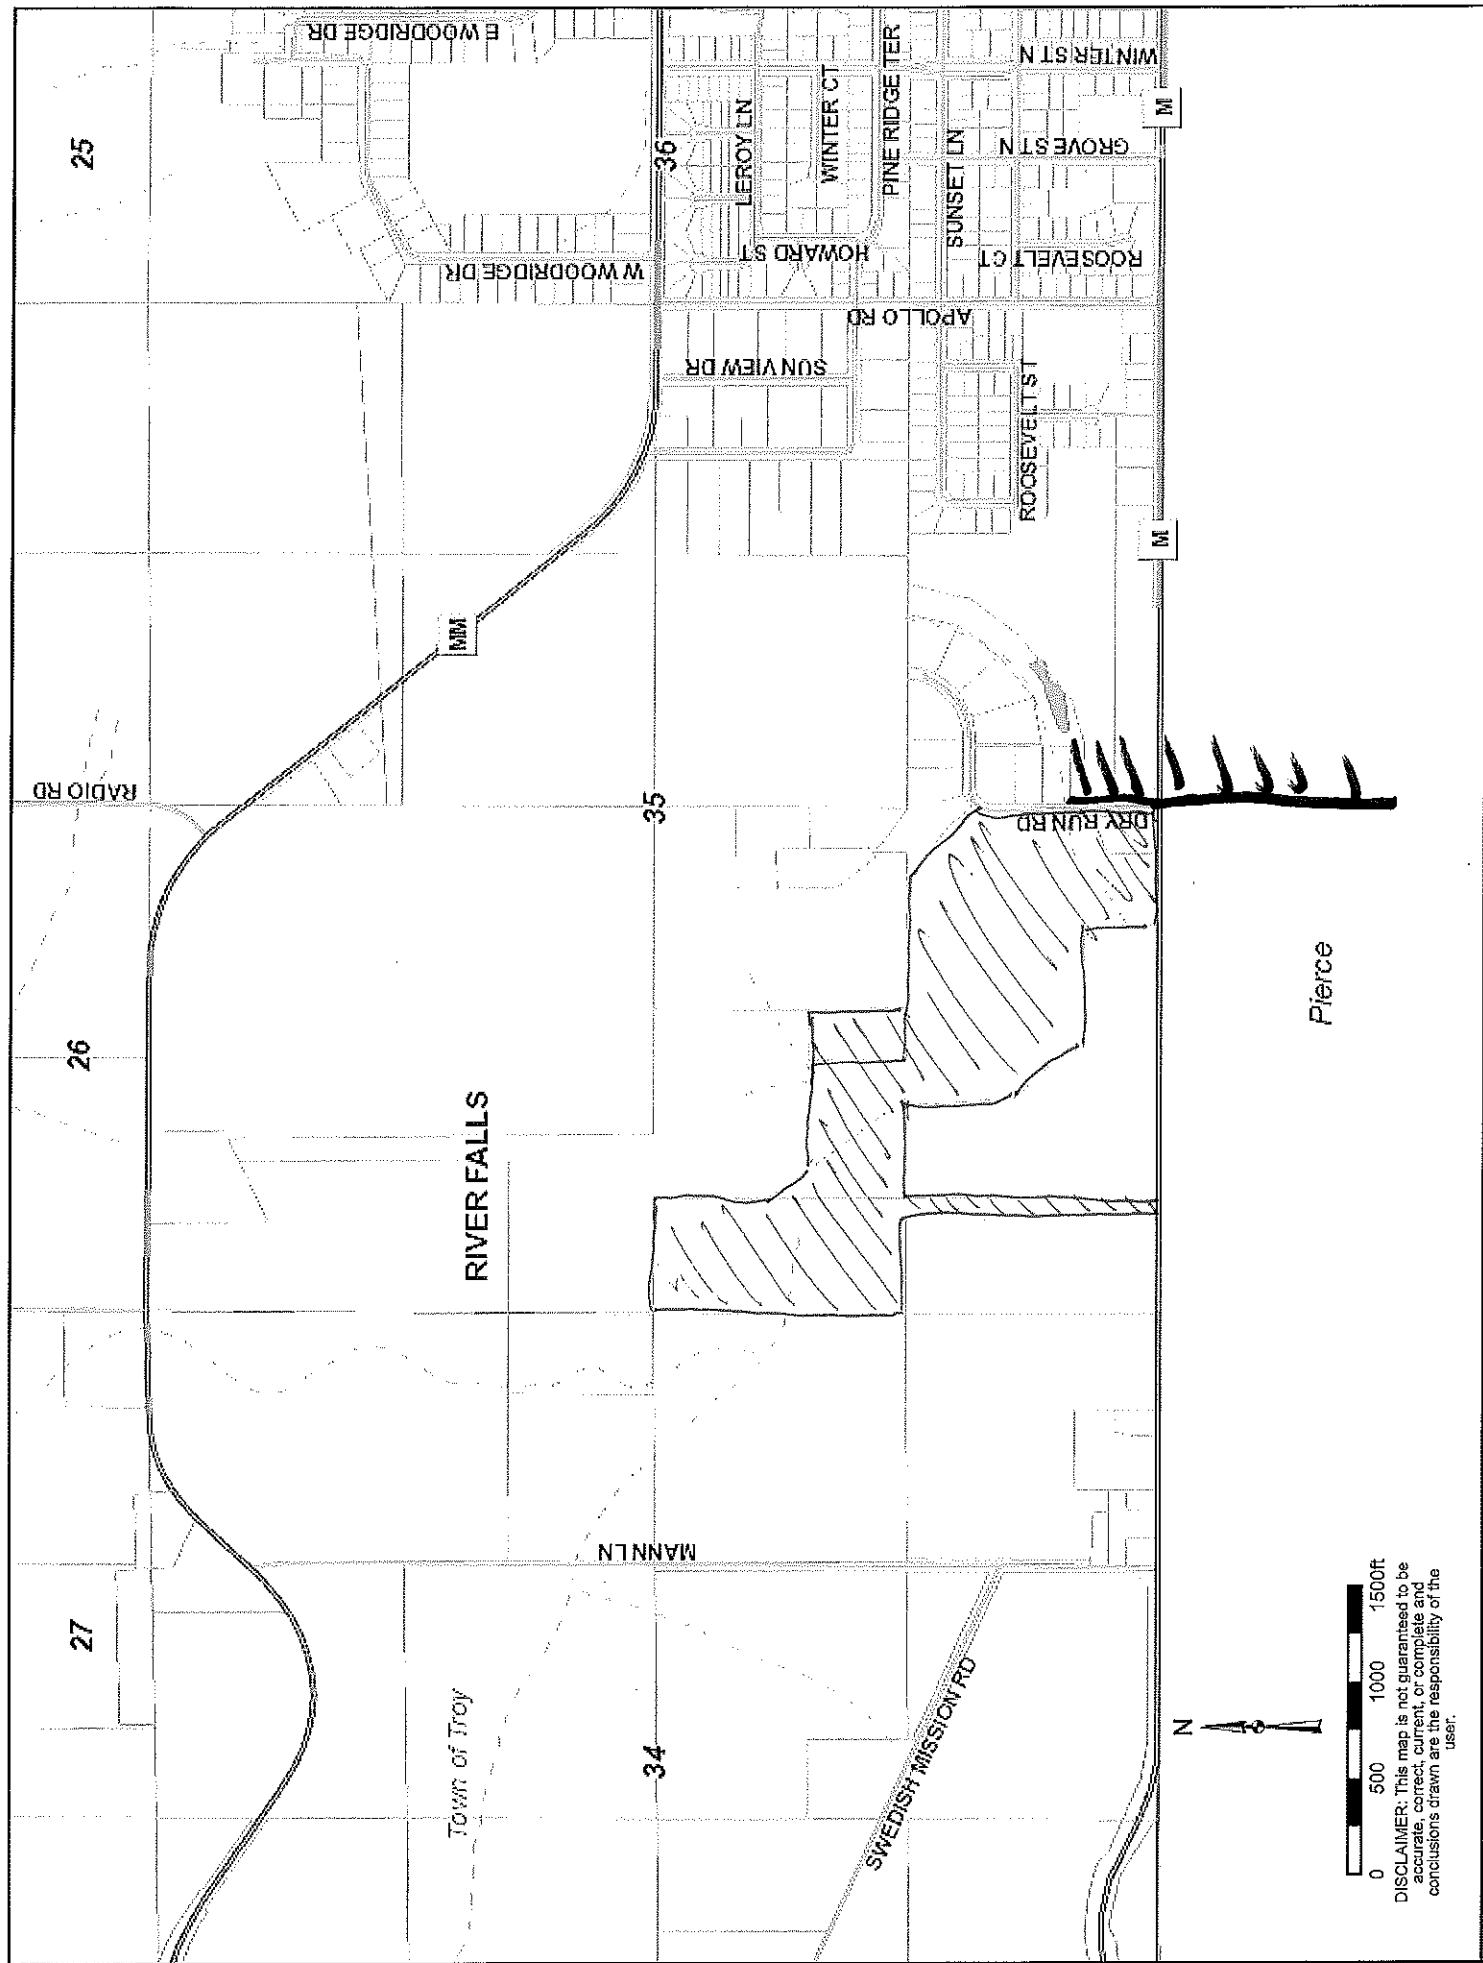 27
26
25
RADIO RD
E WOODRIDGE DR
W WOODRIDGE DR
MM
RIVER FALLS
Town of Troy
34
35
36
MANN LN
SUN VIEW DR
LEROY LN
WINTER CT
HOWARD ST
PINE RIDGE TER
APOLLO RD
SUNSET LN
SWEDISH MISSION RD
ROOSEVELT ST
ROOSEVELT CT
GROVE ST N
WINTER ST N
DRY RUN RD
M
M
N
Pierce
0 500 1000 1500ft
DISCLAIMER: This map is not guaranteed to be
accurate, correct, current, or complete and
conclusions drawn are the responsibility of the
user.